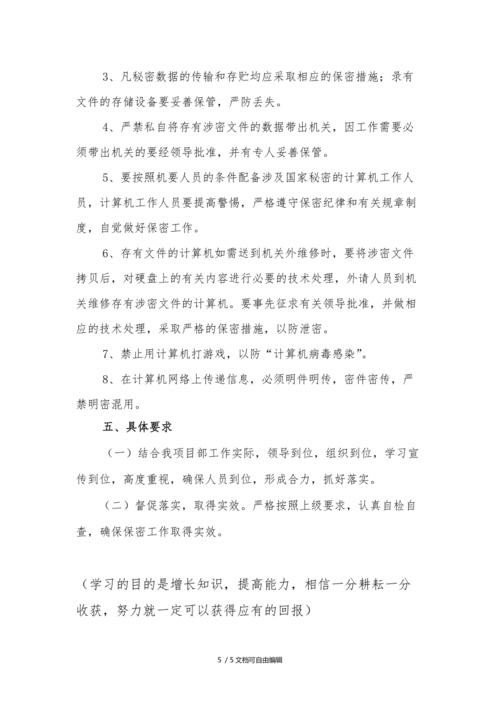 3、凡秘密数据的传输和存贮均应采取相应的保密措施；录有
文件的存储设备要妥善保管，严防丢失。
4、严禁私自将存有涉密文件的数据带出机关，因工作需要必
须带出机关的要经领导批准，并有专人妥善保管。
5、要按照机要人员的条件配备涉及国家秘密的计算机工作人
员，计算机工作人员要提高警惕，严格遵守保密纪律和有关规章制
度，自觉做好保密工作。
6、存有文件的计算机如需送到机关外维修时，要将涉密文件
拷贝后，对硬盘上的有关内容进行必要的技术处理，外请人员到机
关维修存有涉密文件的计算机。要事先征求有关领导批准，并做相
应的技术处理，采取严格的保密措施，以防泄密。
7、禁止用计算机打游戏，以防“计算机病毒感染”。
8、在计算机网络上传递信息，必须明件明传，密件密传，严
禁明密混用。
五、具体要求
（一）结合我项目部工作实际，领导到位，组织到位，学习宣
传到位，高度重视，确保人员到位，形成合力，抓好落实。
（二）督促落实，取得实效。严格按照上级要求，认真自检自
查，确保保密工作取得实效。
（学习的目的是增长知识，提高能力，相信一分耕耘一分
收获，努力就一定可以获得应有的回报）
5 / 5文档可自由编辑